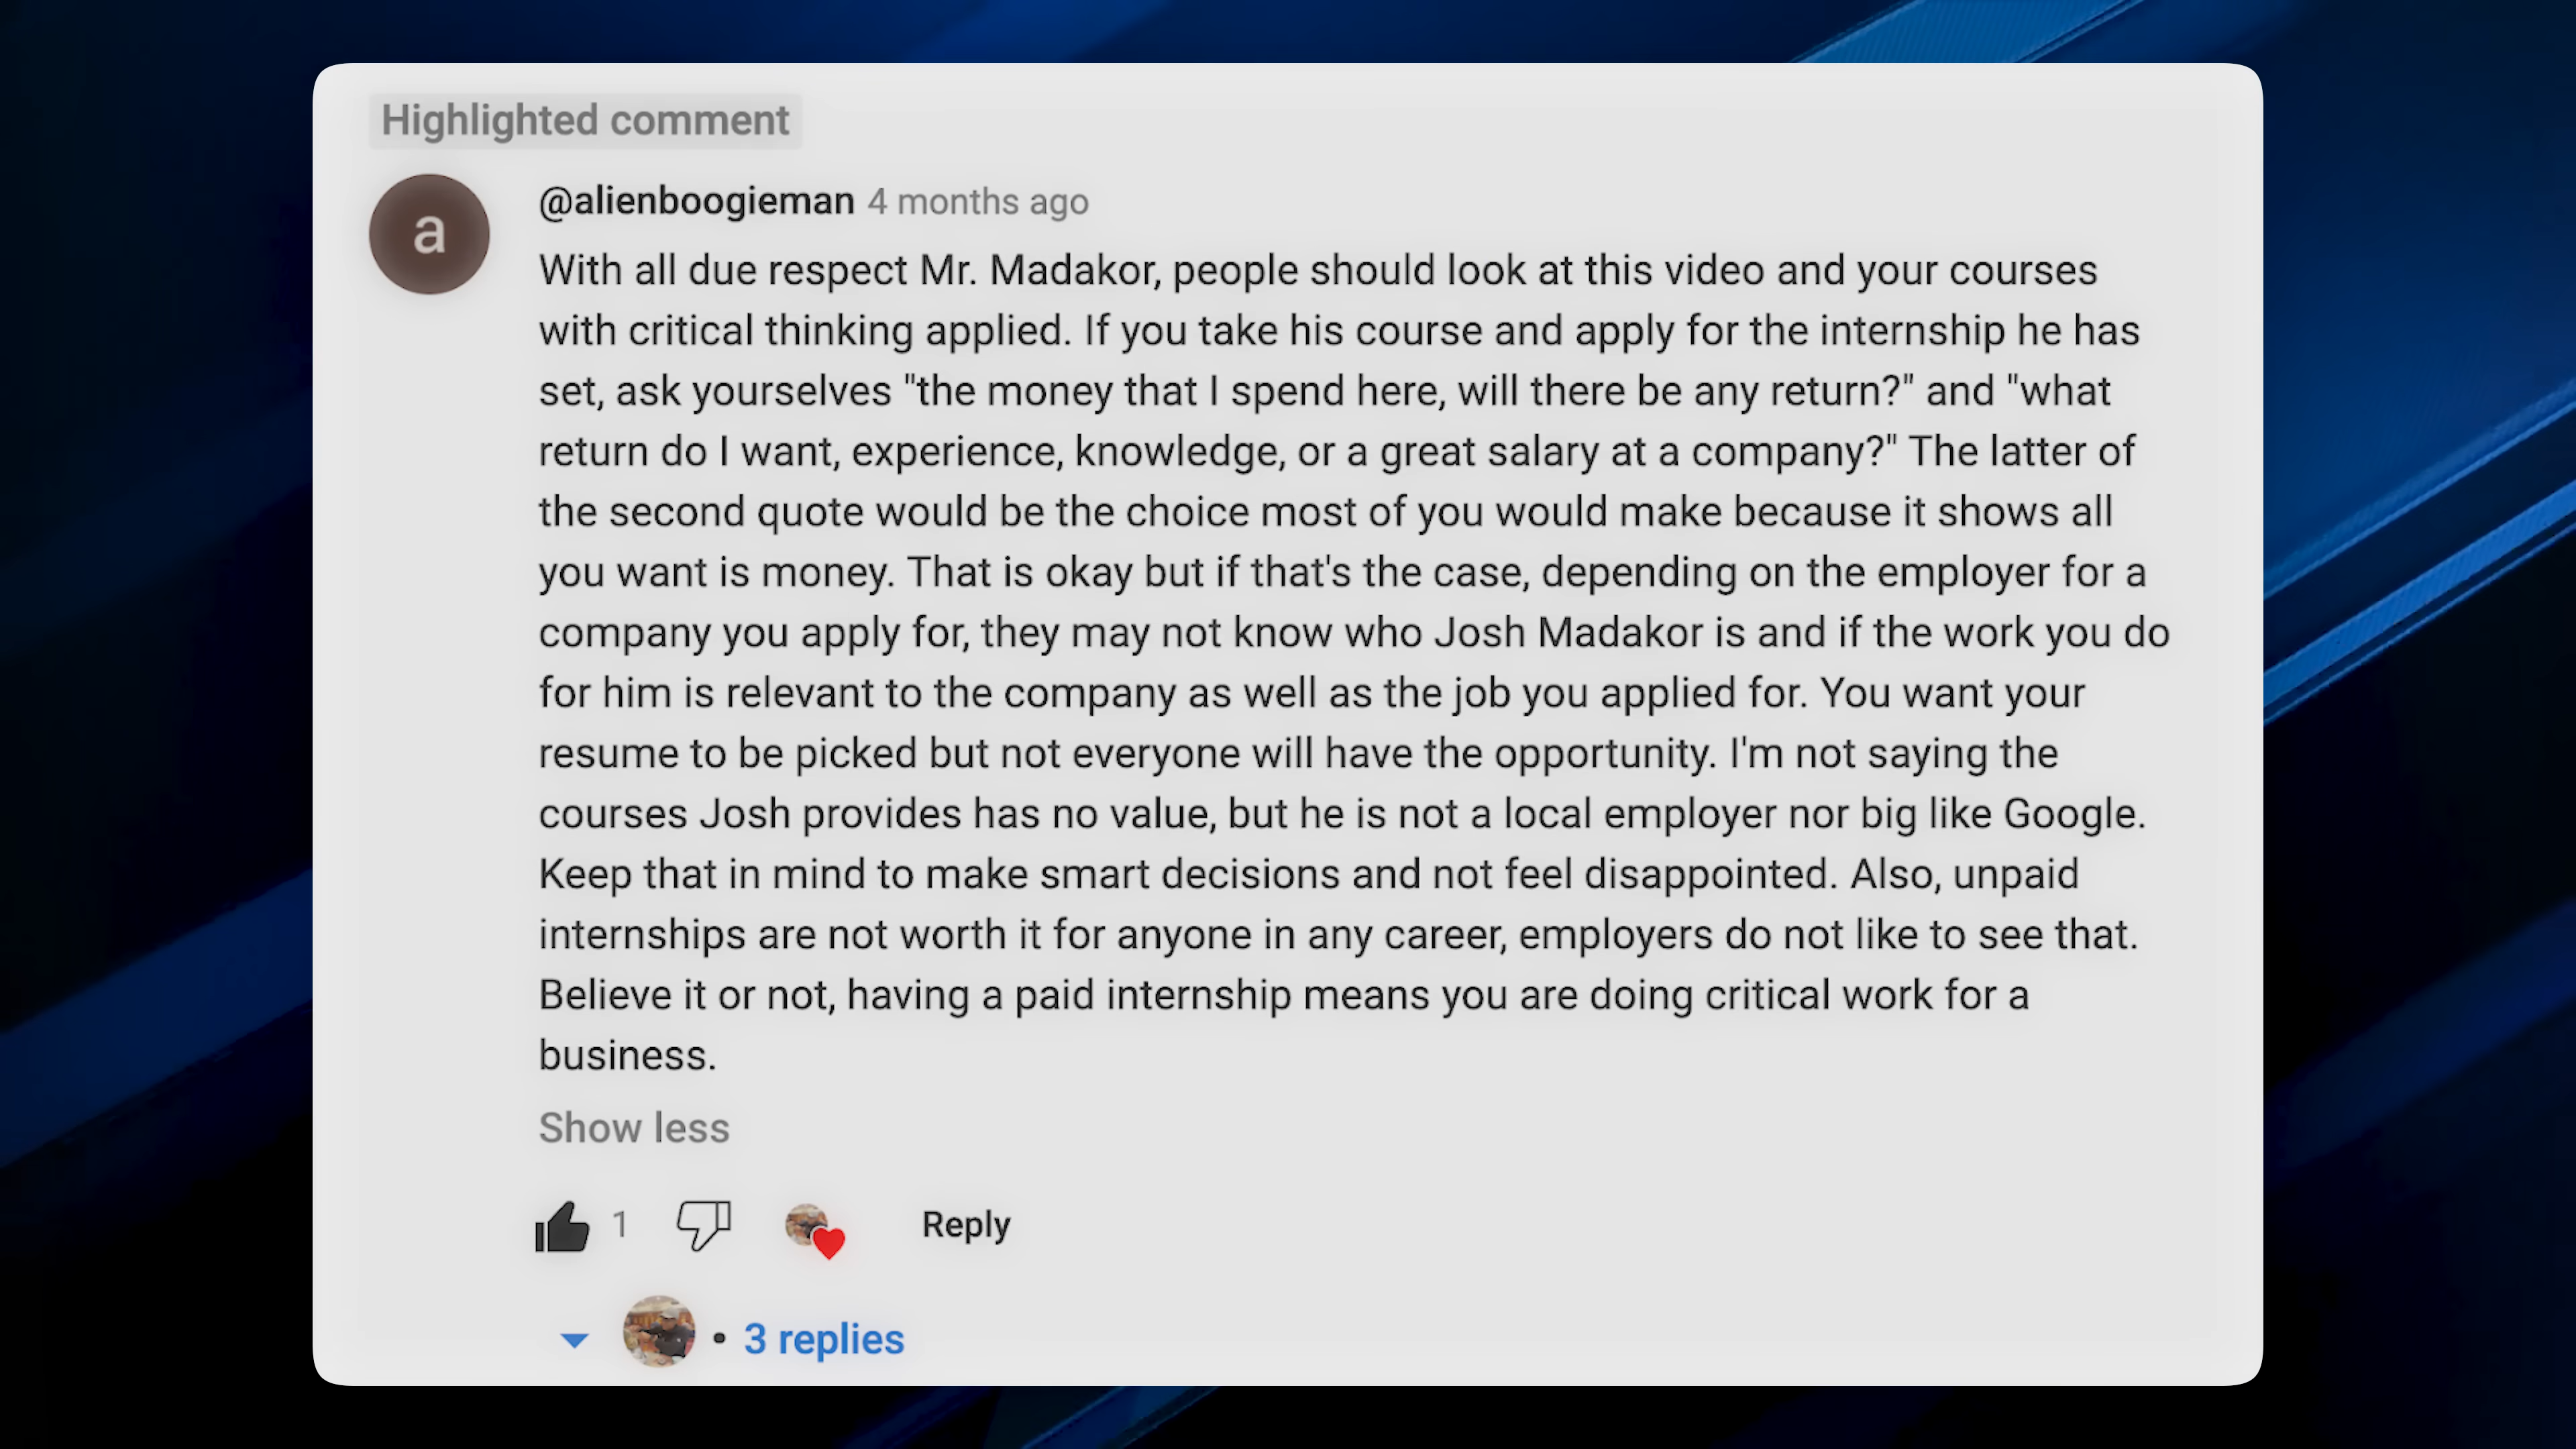 Highlighted comment
a
@alienboogieman 4 months ago
With all due respect Mr. Madakor, people should look at this video and your courses
with critical thinking applied. If you take his course and apply for the internship he has
set, ask yourselves "the money that I spend here, will there be any return?" and "what
return do I want, experience, knowledge, or a great salary at a company?" The latter of
the second quote would be the choice most of you would make because it shows all
you want is money. That is okay but if that's the case, depending on the employer for a
company you apply for, they may not know who Josh Madakor is and if the work you do
for him is relevant to the company as well as the job you applied for. You want your
resume to be picked but not everyone will have the opportunity. I'm not saying the
courses Josh provides has no value, but he is not a local employer nor big like Google.
Keep that in mind to make smart decisions and not feel disappointed. Also, unpaid
internships are not worth it for anyone in any career, employers do not like to see that.
Believe it or not, having a paid internship means you are doing critical work for a
business.
Show less
1 Reply
• 3 replies